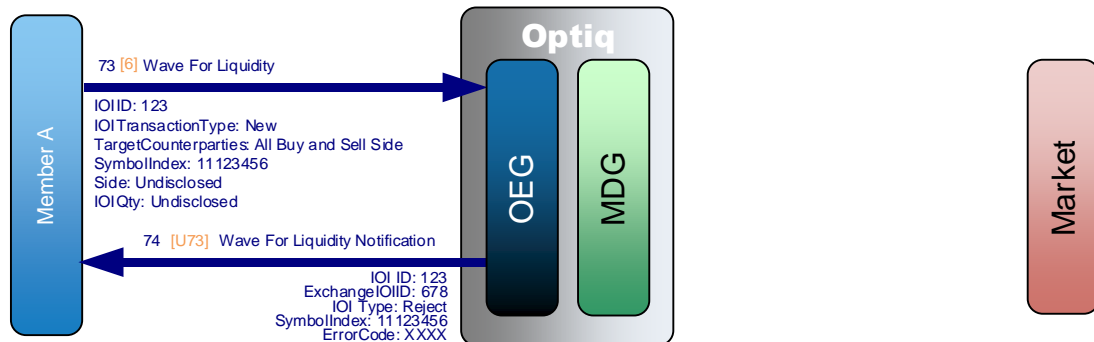 Optiq
73 [6] Wave For Liquidity
IOIID: 123
IOITransactionType: New
TargetCounterparties: All Buy and Sell Side
SymbolIndex: 11123456
Side: Undisclosed
IOIQty: Undisclosed
Member A
OEG
MDG
Market
74 [U73] Wave For Liquidity Notification
IOI ID: 123
ExchangeIOIID: 678
IOI Type: Reject
SymbolIndex: 11123456
ErrorCode: XXXX